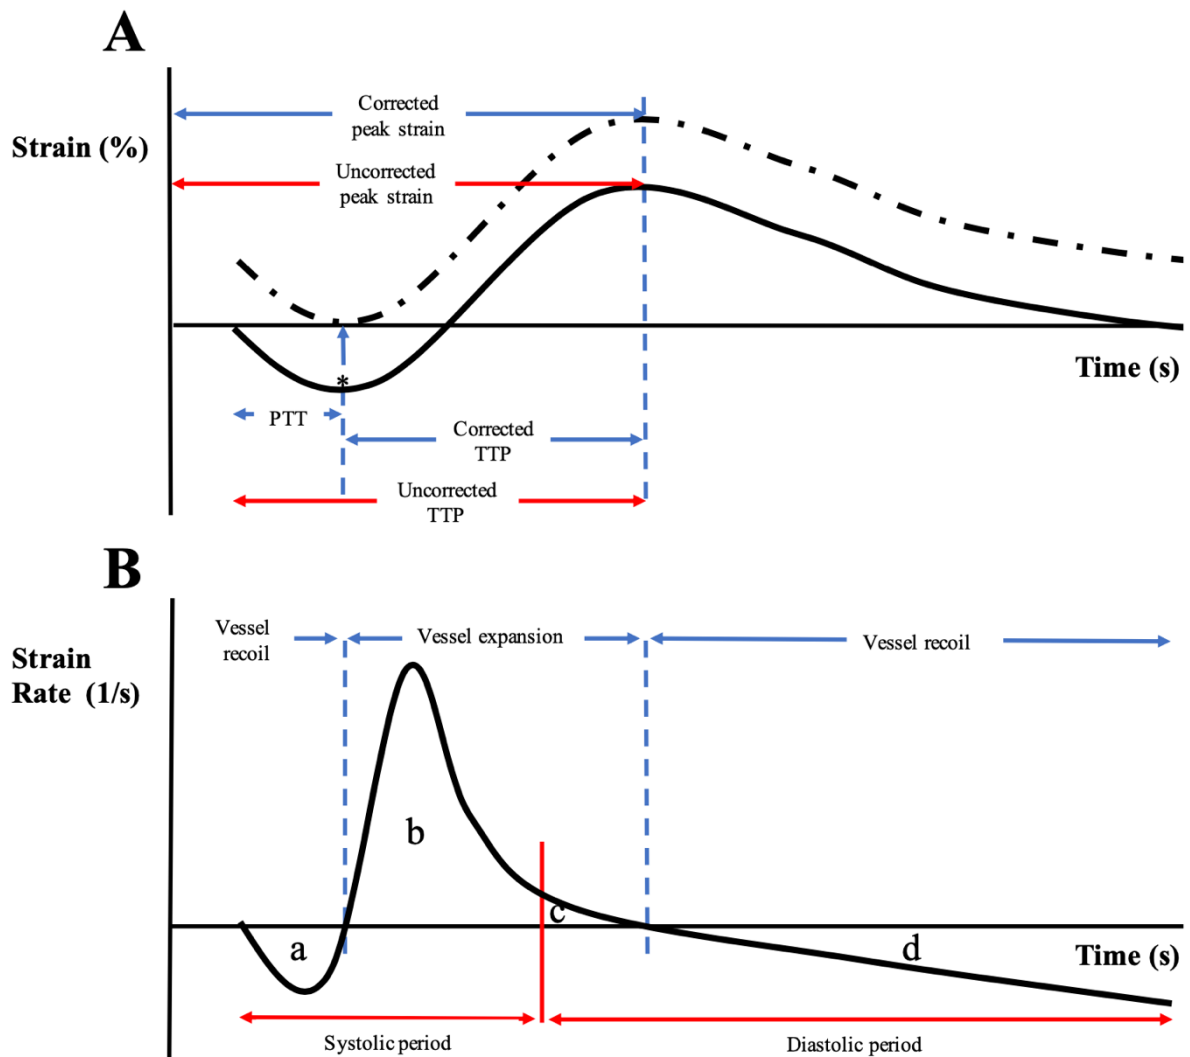 A
Corrected
peak strain
Strain (%)
Uncorrected
peak strain
Time (s)
*
PTT
Corrected
TTP
Uncorrected
TTP
B
Vessel
recoil
Vessel expansion
Vessel recoil
Strain
Rate (1/s)
b
c
a
d
Time (s)
Systolic period
Diastolic period